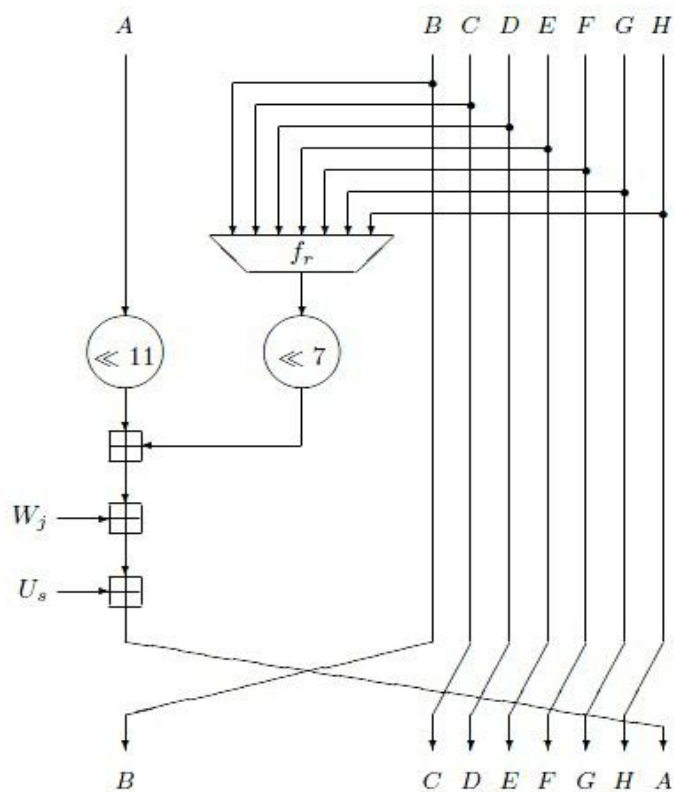 A B C D E F G H
f_r
≪ 11 ≪ 7
W_j
U_s
B C D E F G H A